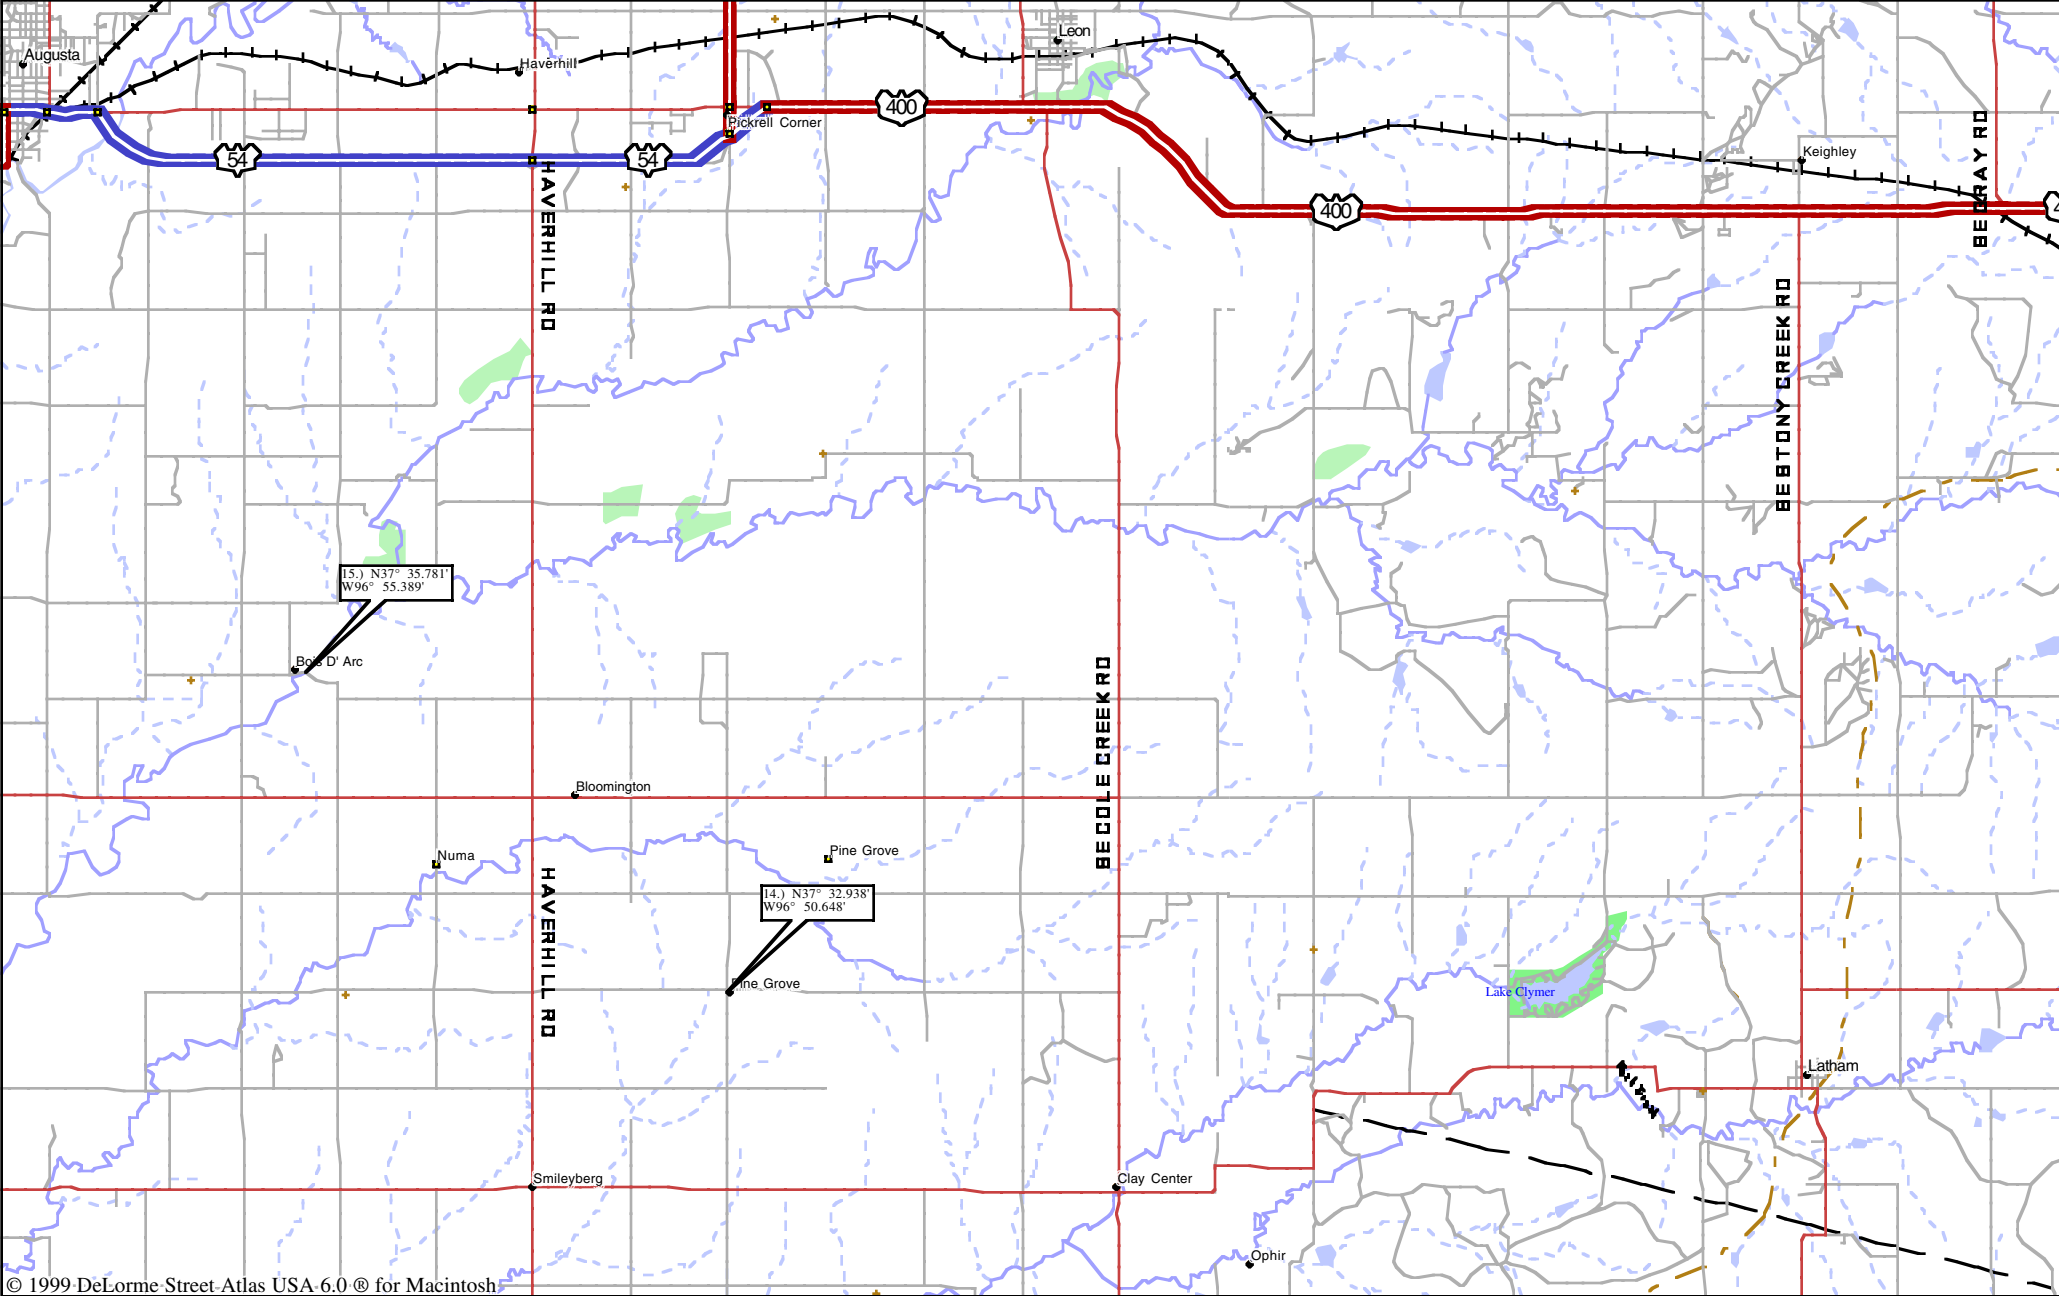 Augusta
Haverhill
Leon
Pickrell Corner
400
54
54
Keighley
400
4
BEGRAY RD
HAVERHILL RD
BESTONY CREEK RD
15.) N37° 35.781'
W96° 55.389'
Bois D' Arc
BECOLE CREEK RD
Bloomington
Numa
Pine Grove
14.) N37° 32.938'
W96° 50.648'
HAVERHILL RD
Pine Grove
Lake Clymer
Latham
Smileyberg
Clay Center
Ophir
© 1999 DeLorme Street Atlas USA 6.0 ® for Macintosh